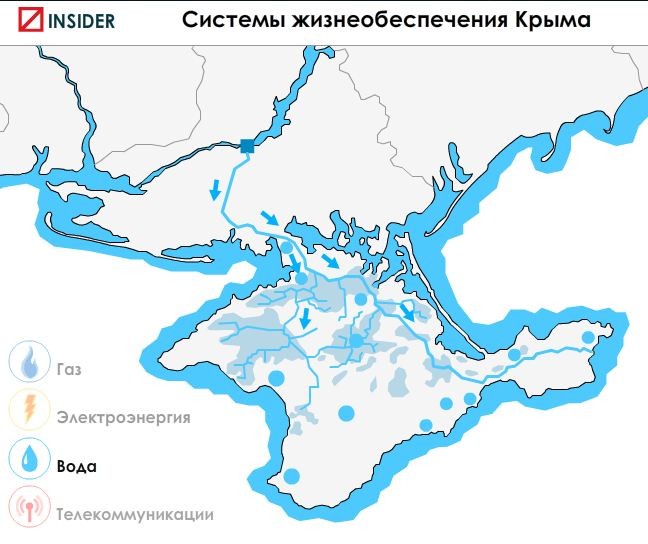 INSIDER
Системы жизнеобеспечения Крыма
Газ
Электроэнергия
Вода
Телекоммуникации